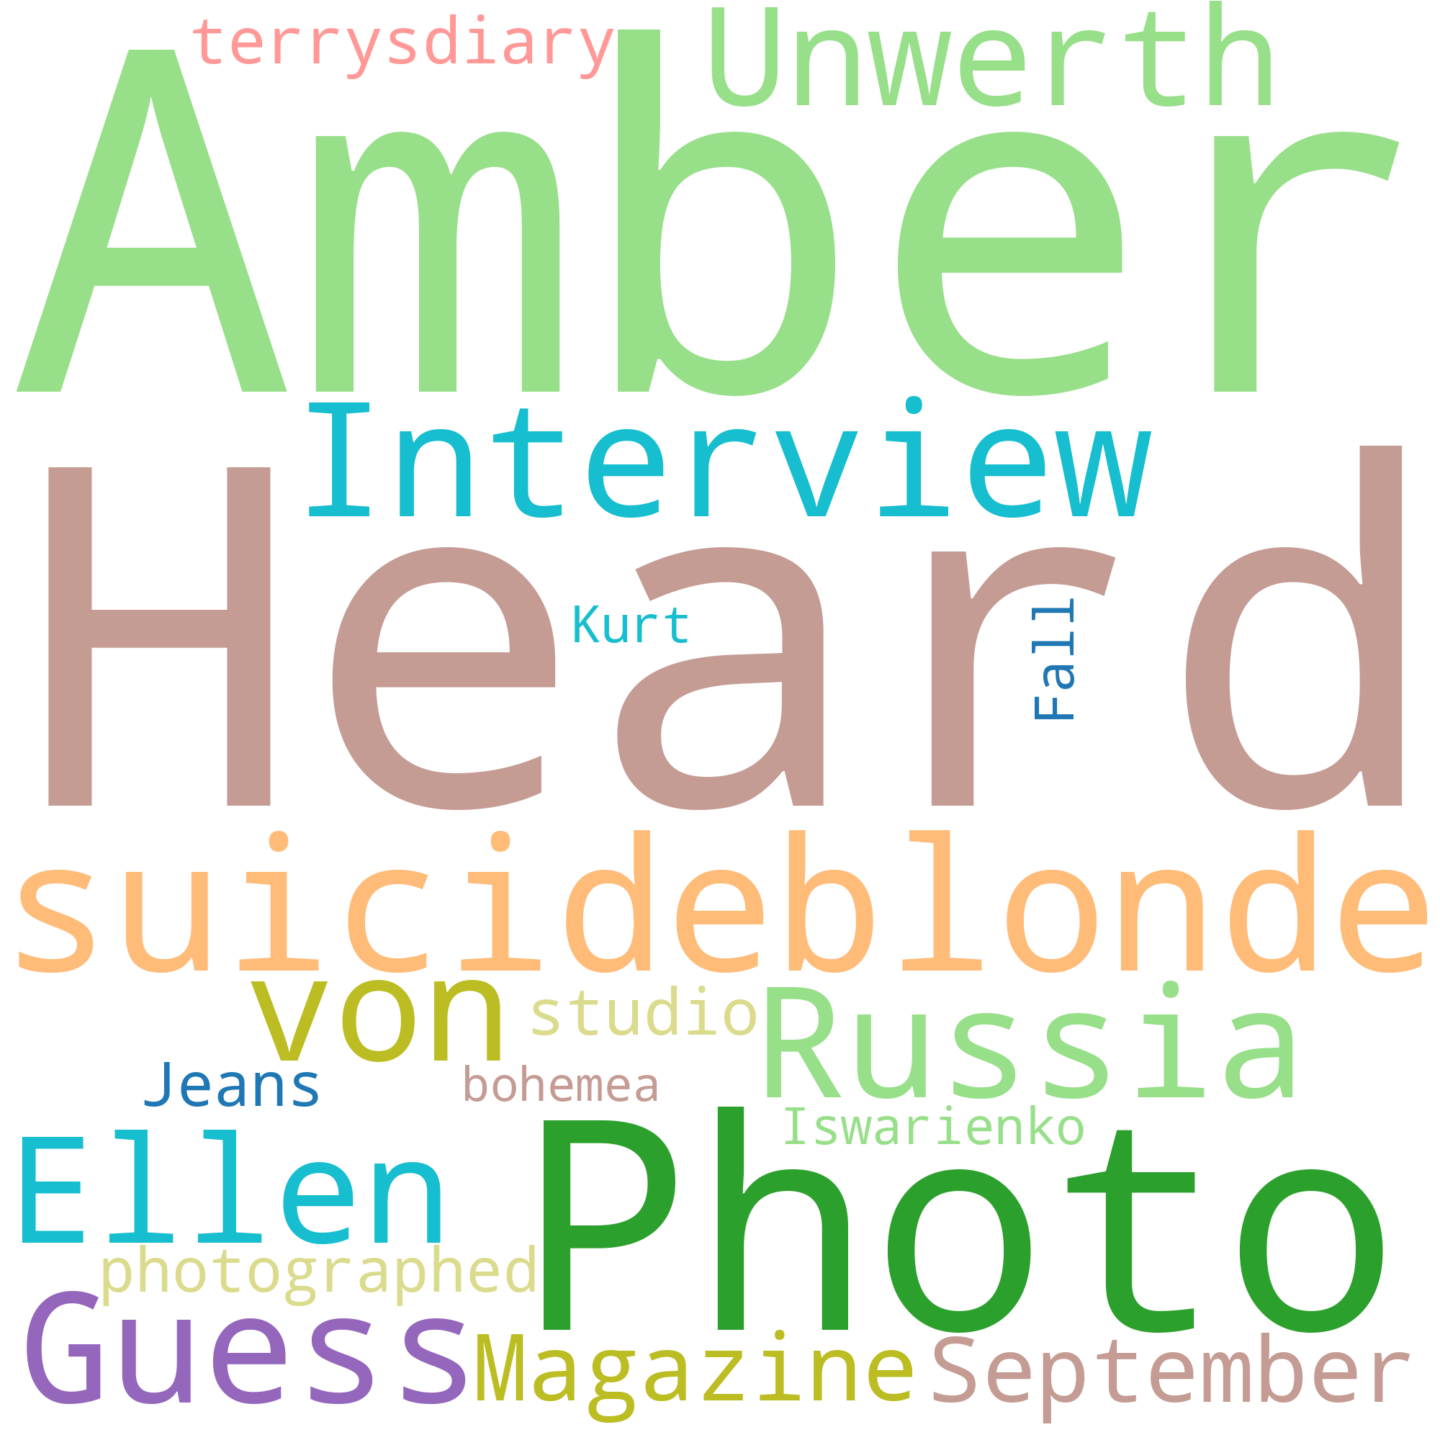 terrysdiary Unwerth
Amber
Interview
Heard
Kurt
Fall
suicideblonde
von studio Russia
Jeans bohemea
Iswarienko
Ellen Photo
photographed
Guess Magazine September